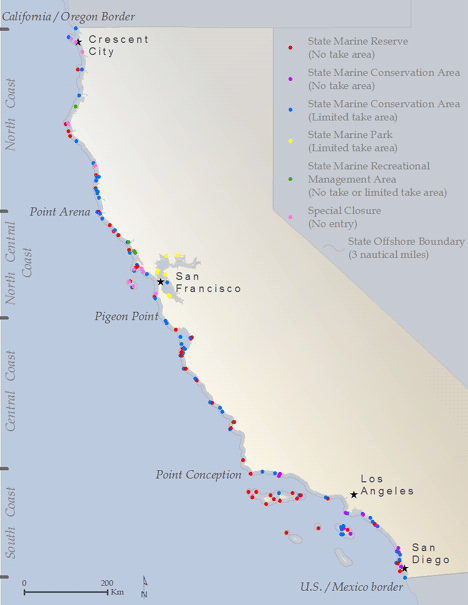 California / Oregon Border
Crescent
City
State Marine Reserve
(No take area)
State Marine Conservation Area
(No take area)
State Marine Conservation Area
(Limited take area)
State Marine Park
(Limited take area)
State Marine Recreational
Management Area
(No take or limited take area)
Special Closure
(No entry)
State Offshore Boundary
(3 nautical miles)
North Coast
Point Arena
North Central
Coast
San
Francisco
Pigeon Point
Central Coast
Point Conception
Los
Angeles
South Coast
San
Diego
U.S. / Mexico border
0 200
Km
N